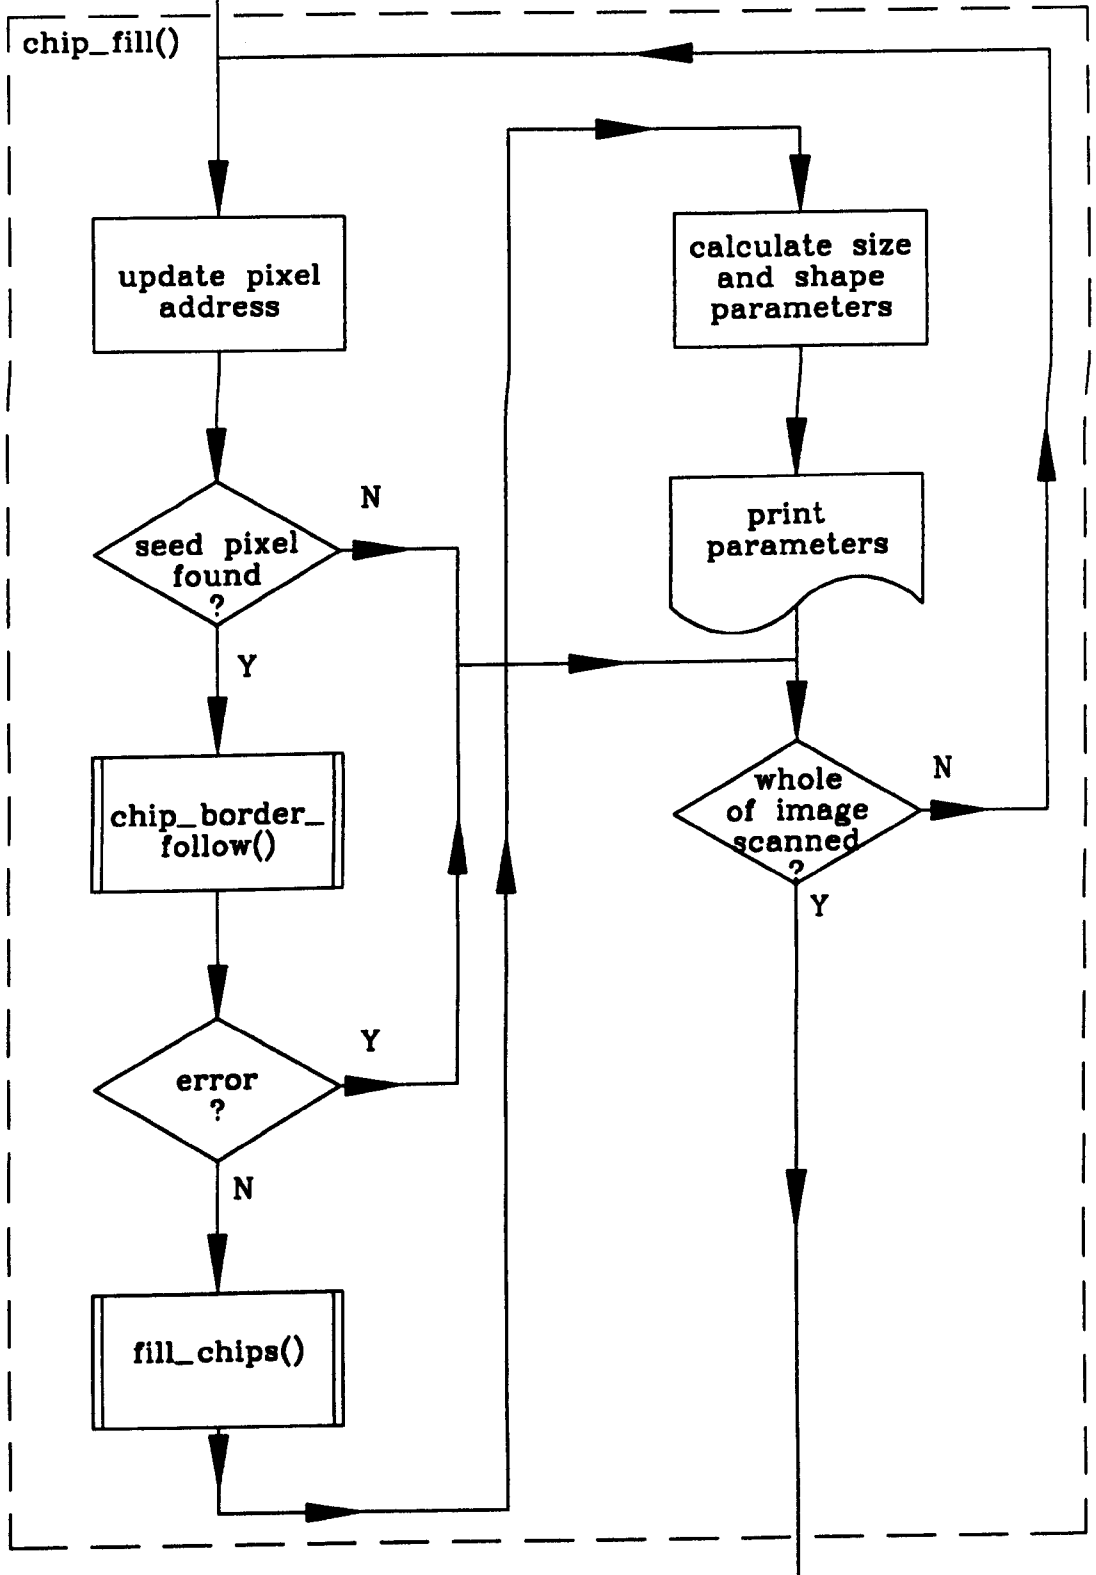 chip_fill()
update pixel
address
seed pixel
found
?
N
Y
chip_border_
follow()
error
?
Y
N
fill_chips()
calculate size
and shape
parameters
print
parameters
whole
of image
scanned
?
N
Y